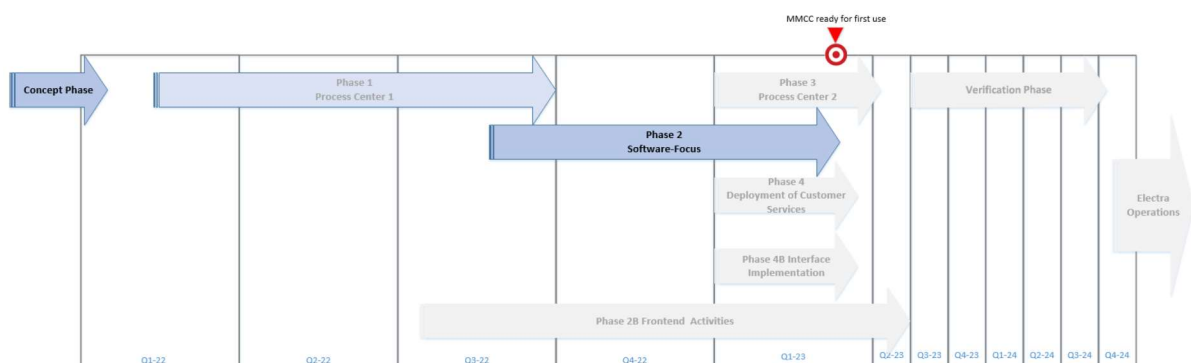 MMCC ready for first use
Concept Phase
Phase 1
Process Center 1
Phase 3
Process Center 2
Verification Phase
Phase 2
Software-Focus
Phase 4
Deployment of Customer
Services
Electra
Operations
Phase 4B Interface
Implementation
Phase 2B Frontend Activities
Q1-22
Q2-22
Q3-22
Q4-22
Q1-23
Q2-23
Q3-23
Q4-23
Q1-24
Q2-24
Q3-24
Q4-24